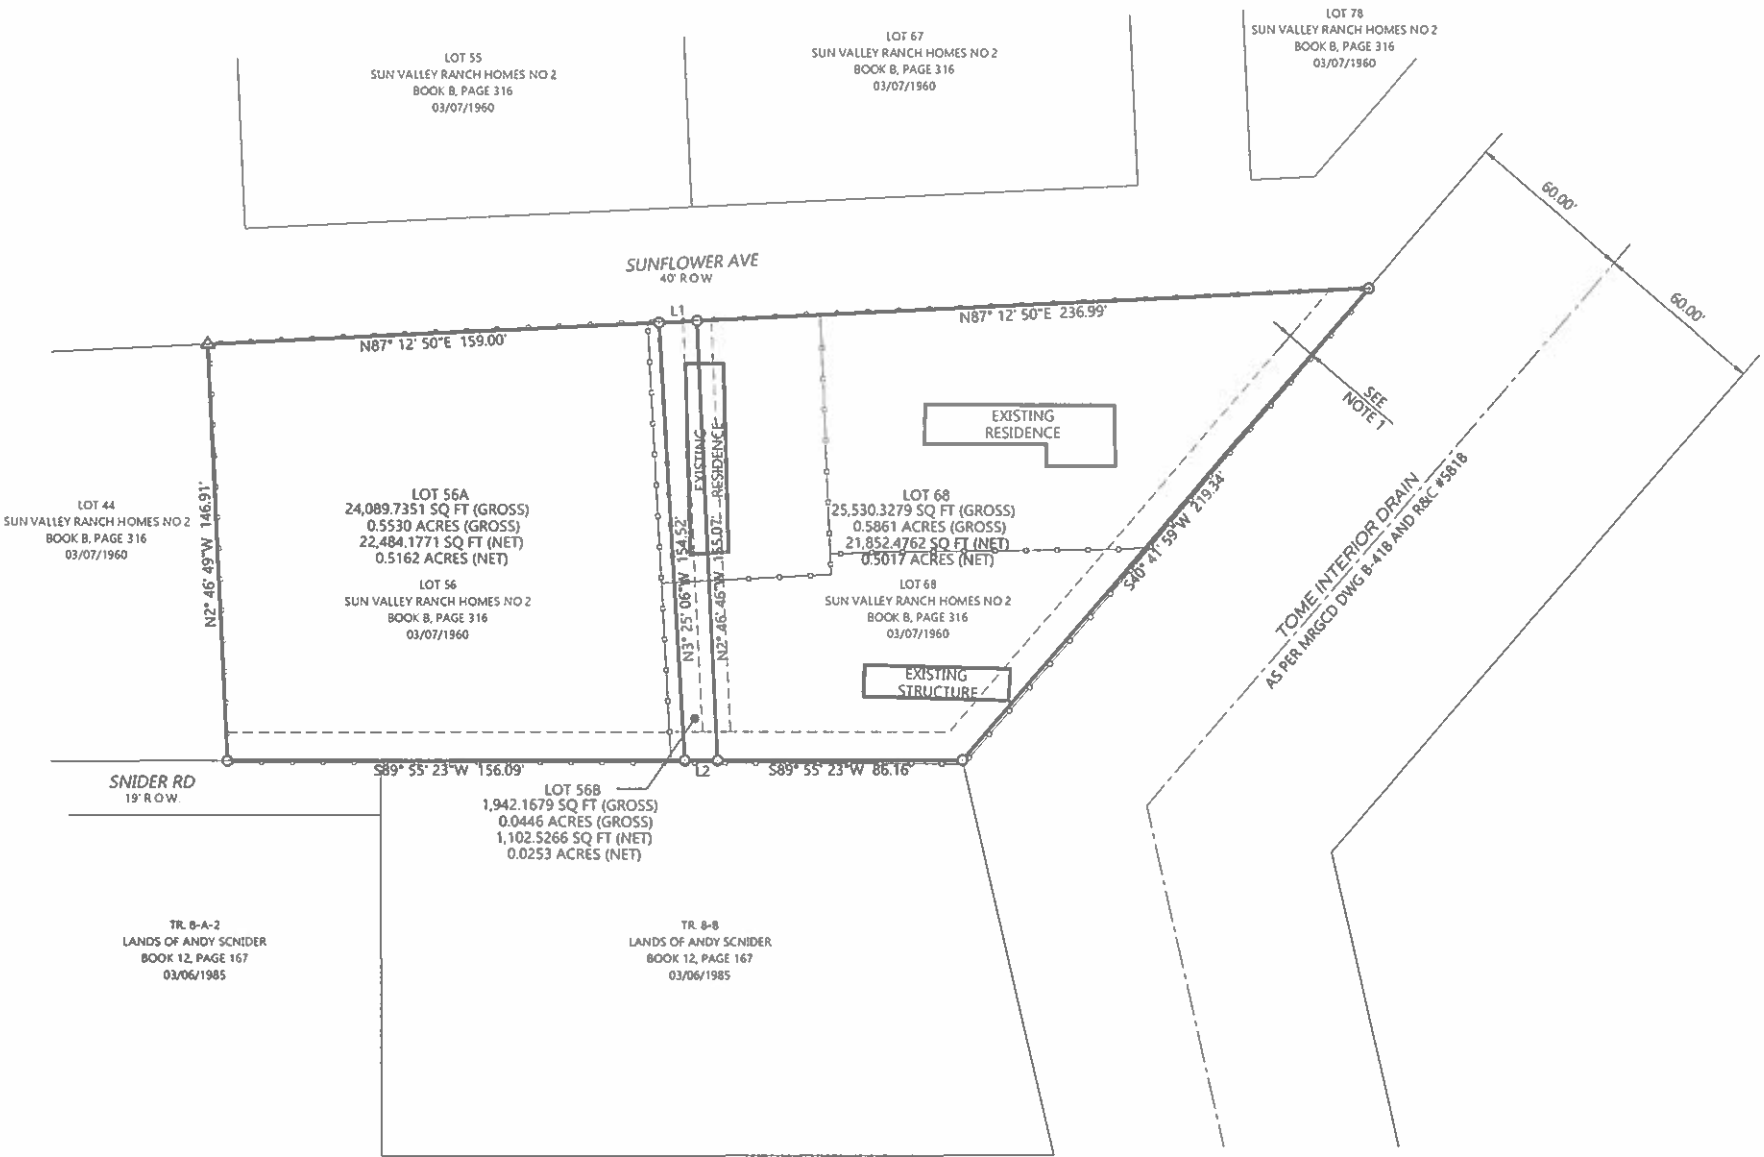 LOT 55
SUN VALLEY RANCH HOMES NO 2
BOOK B, PAGE 316
03/07/1960
LOT 67
SUN VALLEY RANCH HOMES NO 2
BOOK B, PAGE 316
03/07/1960
LOT 78
SUN VALLEY RANCH HOMES NO 2
BOOK B, PAGE 316
03/07/1960
60.00'
60.00'
SUNFLOWER AVE
40' ROW
L1
N87° 12' 50"E 159.00'
N87° 12' 50"E 236.99'
SEE
NOTE 1
EXISTING
RESIDENCE
EXISTING
RESIDENCE
LOT 44
SUN VALLEY RANCH HOMES NO 2
BOOK B, PAGE 316
03/07/1960
N2° 46' 49"W 146.91'
LOT 56A
24,089.7351 SQ FT (GROSS)
0.5530 ACRES (GROSS)
22,484.1771 SQ FT (NET)
0.5162 ACRES (NET)
LOT 56
SUN VALLEY RANCH HOMES NO 2
BOOK B, PAGE 316
03/07/1960
N3° 25' 06"W 154.52'
N2° 46' 46"W 155.07'
LOT 68
25,530.3279 SQ FT (GROSS)
0.5861 ACRES (GROSS)
21,852.4762 SQ FT (NET)
0.5017 ACRES (NET)
LOT 68
SUN VALLEY RANCH HOMES NO 2
BOOK B, PAGE 316
03/07/1960
S40° 41' 59"W 219.34'
TOME INTERIOR DRAIN
AS PER MRGCD DWG B-418 AND R&C #5818
EXISTING
STRUCTURE
SNIDER RD
19' ROW
S89° 55' 23"W 156.09'
L2
S89° 55' 23"W 86.16'
LOT 56B
1,942.1679 SQ FT (GROSS)
0.0446 ACRES (GROSS)
1,102.5266 SQ FT (NET)
0.0253 ACRES (NET)
TR. 8-A-2
LANDS OF ANDY SCNIDER
BOOK 12, PAGE 167
03/06/1985
TR. 8-B
LANDS OF ANDY SCNIDER
BOOK 12, PAGE 167
03/06/1985